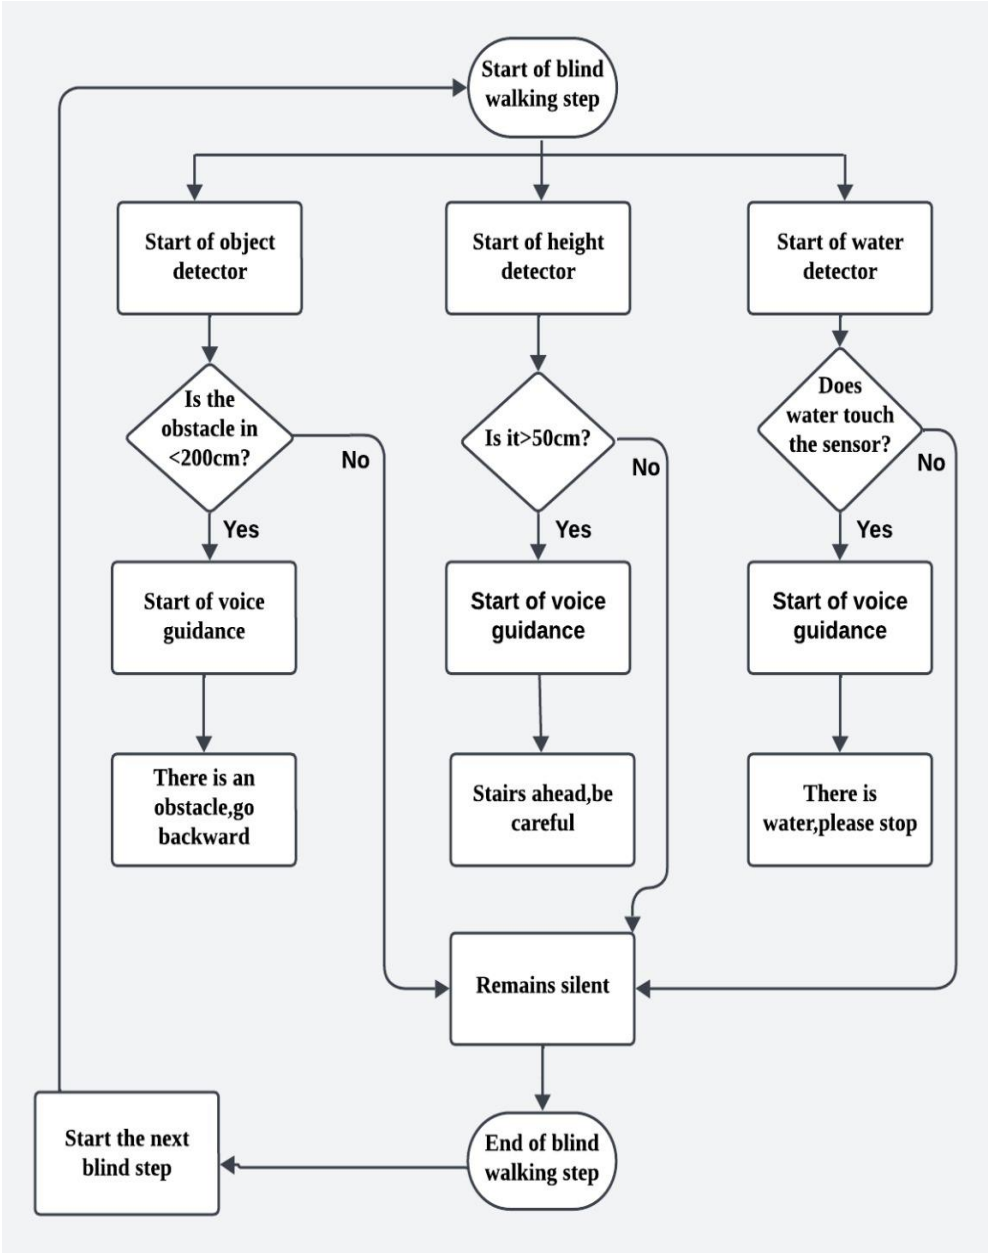 Start of blind
walking step
Start of object
detector
Start of height
detector
Start of water
detector
Is the
obstacle in
<200cm?
No
Yes
Is it>50cm?
No
Yes
Does
water touch
the sensor?
No
Yes
Start of voice
guidance
Start of voice
guidance
Start of voice
guidance
There is an
obstacle,go
backward
Stairs ahead,be
careful
There is
water,please stop
Remains silent
End of blind
walking step
Start the next
blind step